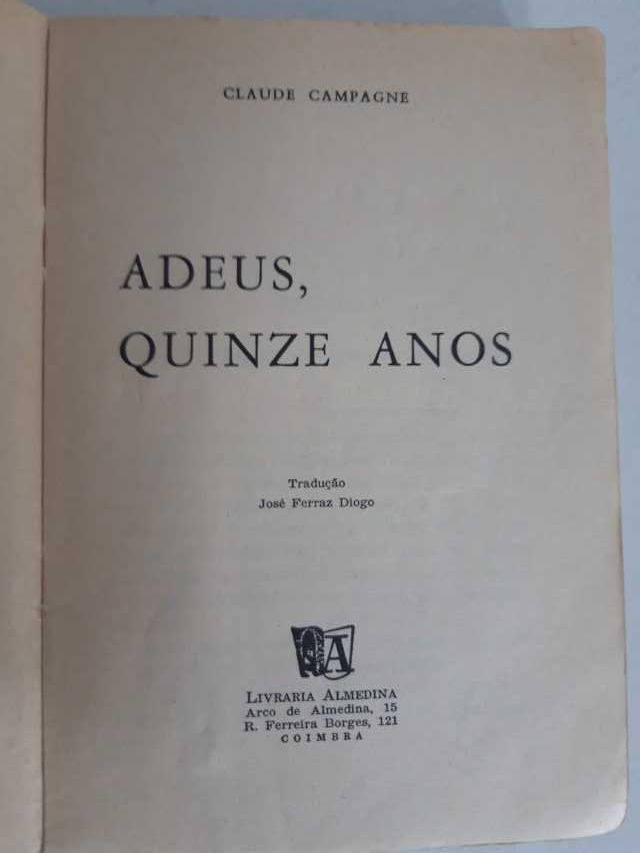 CLAUDE CAMPAGNE
ADEUS,
QUINZE ANOS
Tradução
José Ferraz Diogo
A
LIVRARIA ALMEDINA
Arco de Almedina, 15
R. Ferreira Borges, 121
COIMBRA